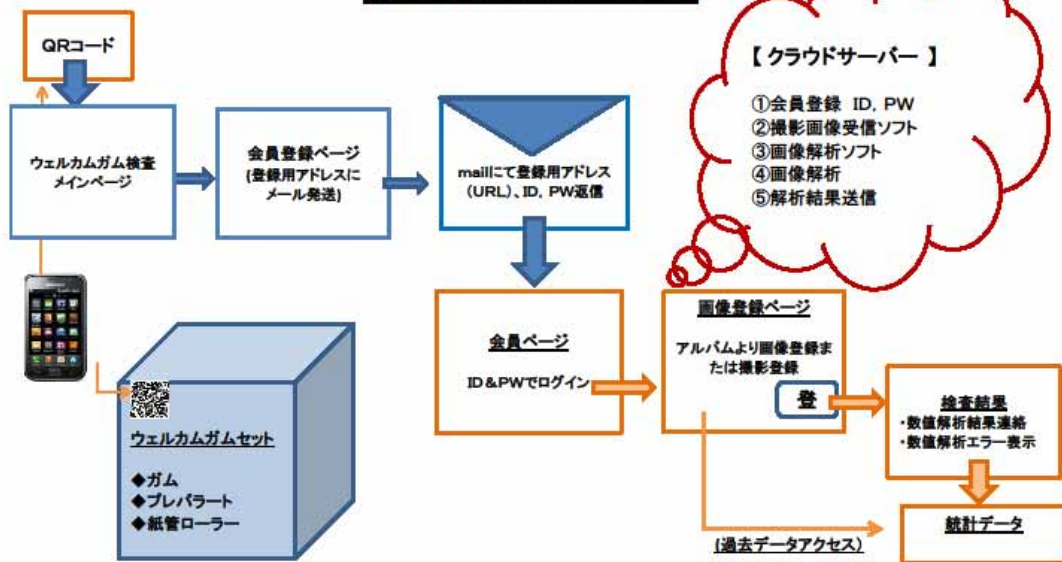 QRコード
ウェルカムガム検査
メインページ
会員登録ページ
(登録用アドレスに
メール発送)
mailにて登録用アドレス
(URL)、ID, PW返信
【 クラウドサーバー 】
①会員登録 ID, PW
②撮影画像受信ソフト
③画像解析ソフト
④画像解析
⑤解析結果送信
会員ページ
ID&PWでログイン
画像登録ページ
アルバムより画像登録ま
たは撮影登録
登
検査結果
・数値解析結果連絡
・数値解析エラー表示
統計データ
(過去データアクセス)
ウェルカムガムセット
◆ガム
◆プレパラート
◆紙管ローラー